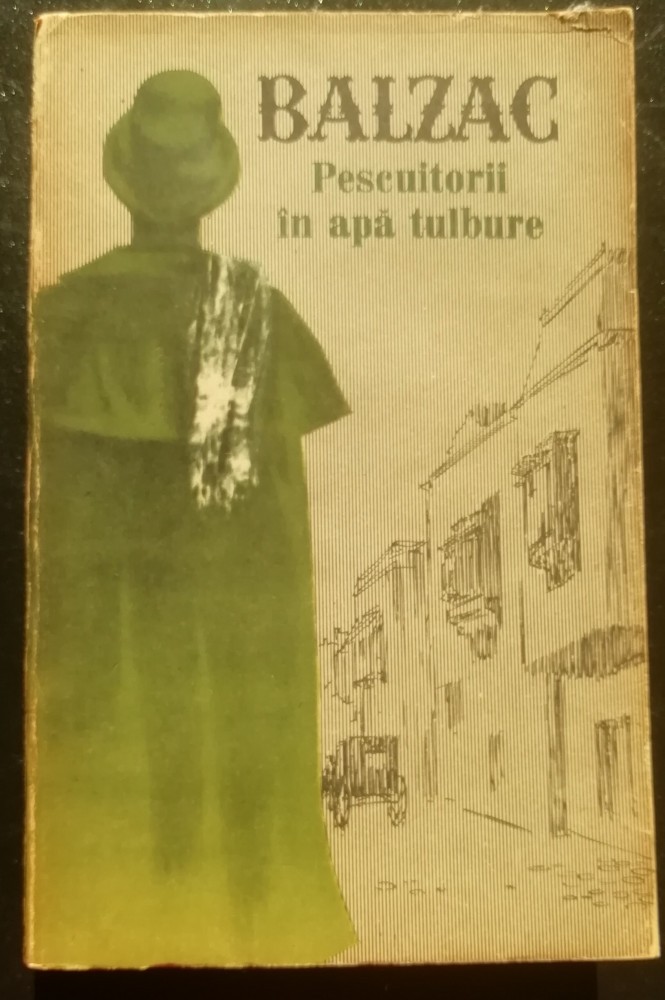 BALZAC
Pescuitorii
în apă tulbure